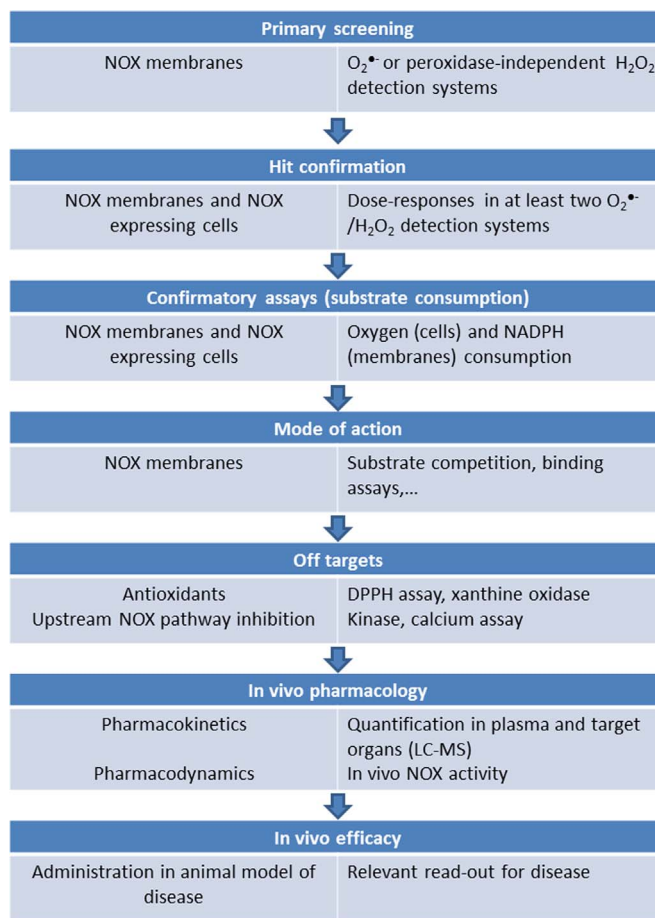 Primary screening
NOX membranes
O₂•- or peroxidase-independent H₂O₂
detection systems
Hit confirmation
NOX membranes and NOX
expressing cells
Dose-responses in at least two O₂•-
/H₂O₂ detection systems
Confirmatory assays (substrate consumption)
NOX membranes and NOX
expressing cells
Oxygen (cells) and NADPH
(membranes) consumption
Mode of action
NOX membranes
Substrate competition, binding
assays,...
Off targets
Antioxidants
Upstream NOX pathway inhibition
DPPH assay, xanthine oxidase
Kinase, calcium assay
In vivo pharmacology
Pharmacokinetics
Quantification in plasma and target
organs (LC-MS)
Pharmacodynamics
In vivo NOX activity
In vivo efficacy
Administration in animal model of
disease
Relevant read-out for disease